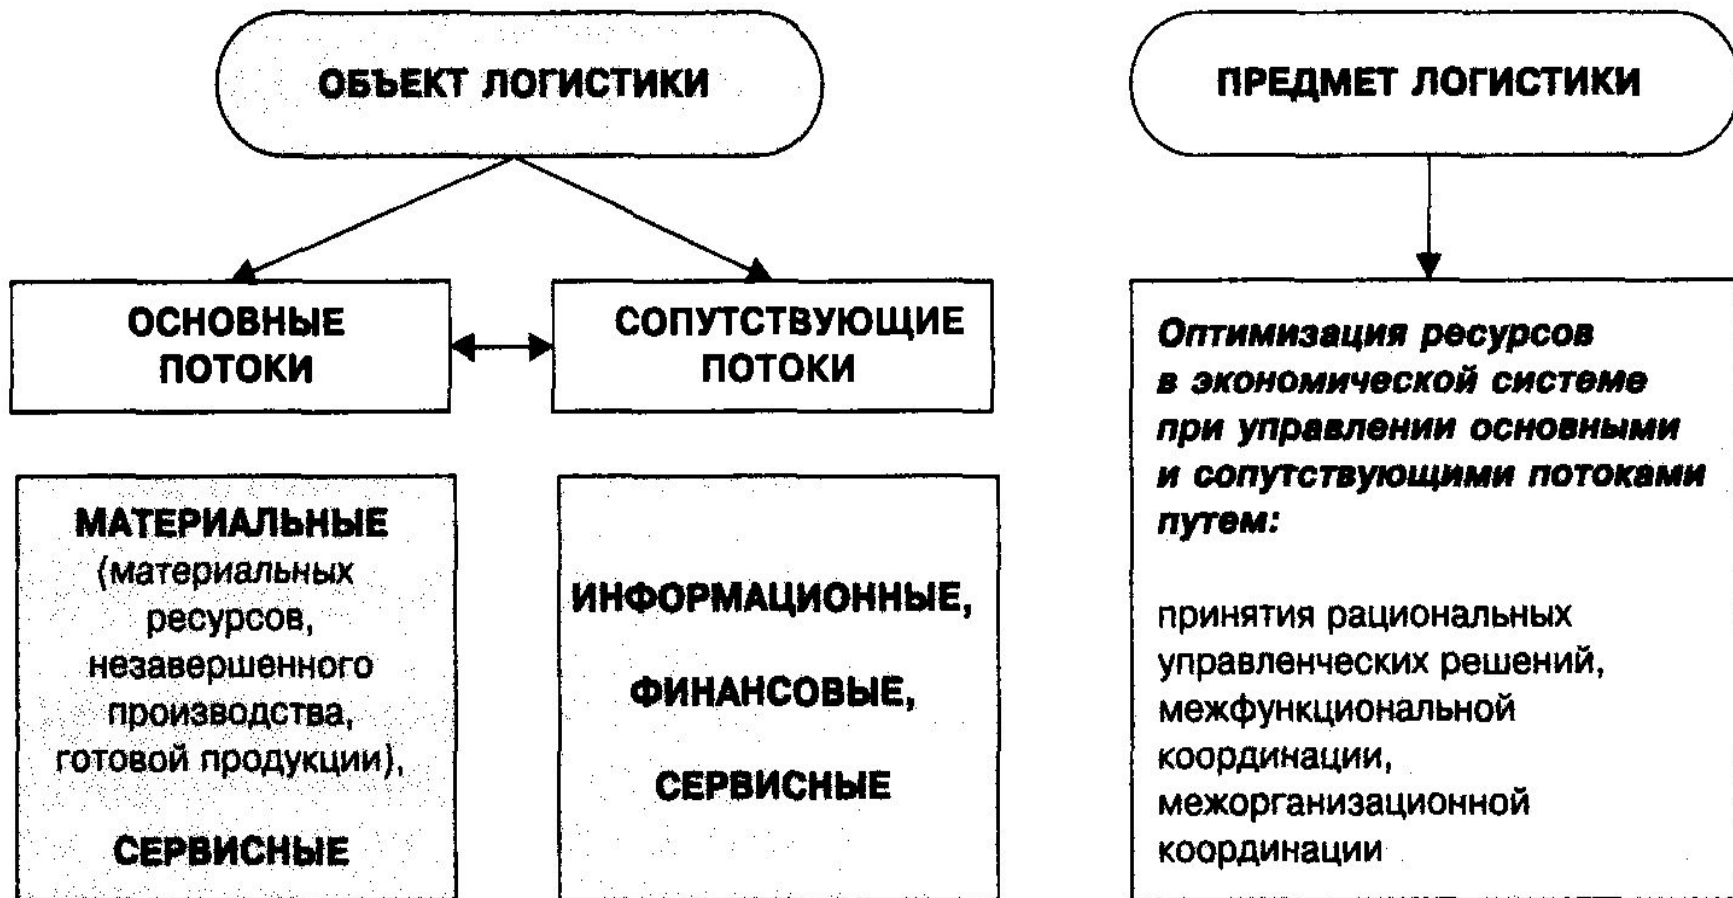 ОБЪЕКТ ЛОГИСТИКИ
ПРЕДМЕТ ЛОГИСТИКИ
ОСНОВНЫЕ
ПОТОКИ
СОПУТСТВУЮЩИЕ
ПОТОКИ
МАТЕРИАЛЬНЫЕ
(материальных
ресурсов,
незавершенного
производства,
готовой продукции),
СЕРВИСНЫЕ
ИНФОРМАЦИОННЫЕ,
ФИНАНСОВЫЕ,
СЕРВИСНЫЕ
Оптимизация ресурсов
в экономической системе
при управлении основными
и сопутствующими потоками
путем:
принятия рациональных
управленческих решений,
межфункциональной
координации,
межорганизационной
координации